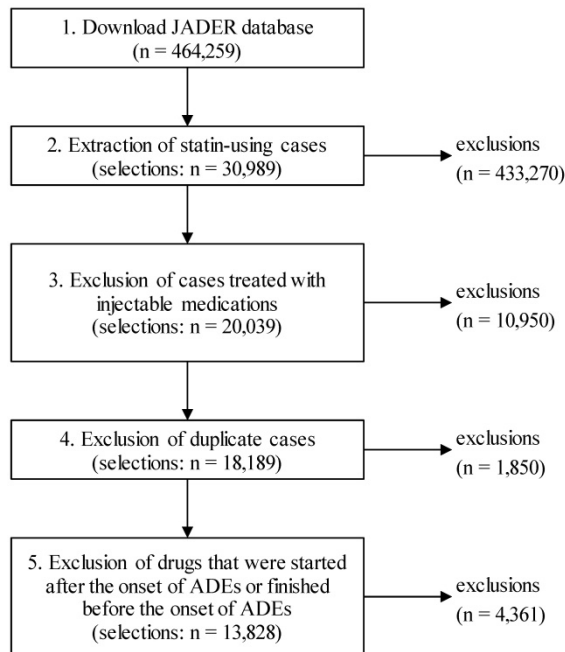 1. Download JADER database
(n = 464,259)
2. Extraction of statin-using cases
(selections: n = 30,989)
exclusions
(n = 433,270)
3. Exclusion of cases treated with
injectable medications
(selections: n = 20,039)
exclusions
(n = 10,950)
4. Exclusion of duplicate cases
(selections: n = 18,189)
exclusions
(n = 1,850)
5. Exclusion of drugs that were started
after the onset of ADEs or finished
before the onset of ADEs
(selections: n = 13,828)
exclusions
(n = 4,361)